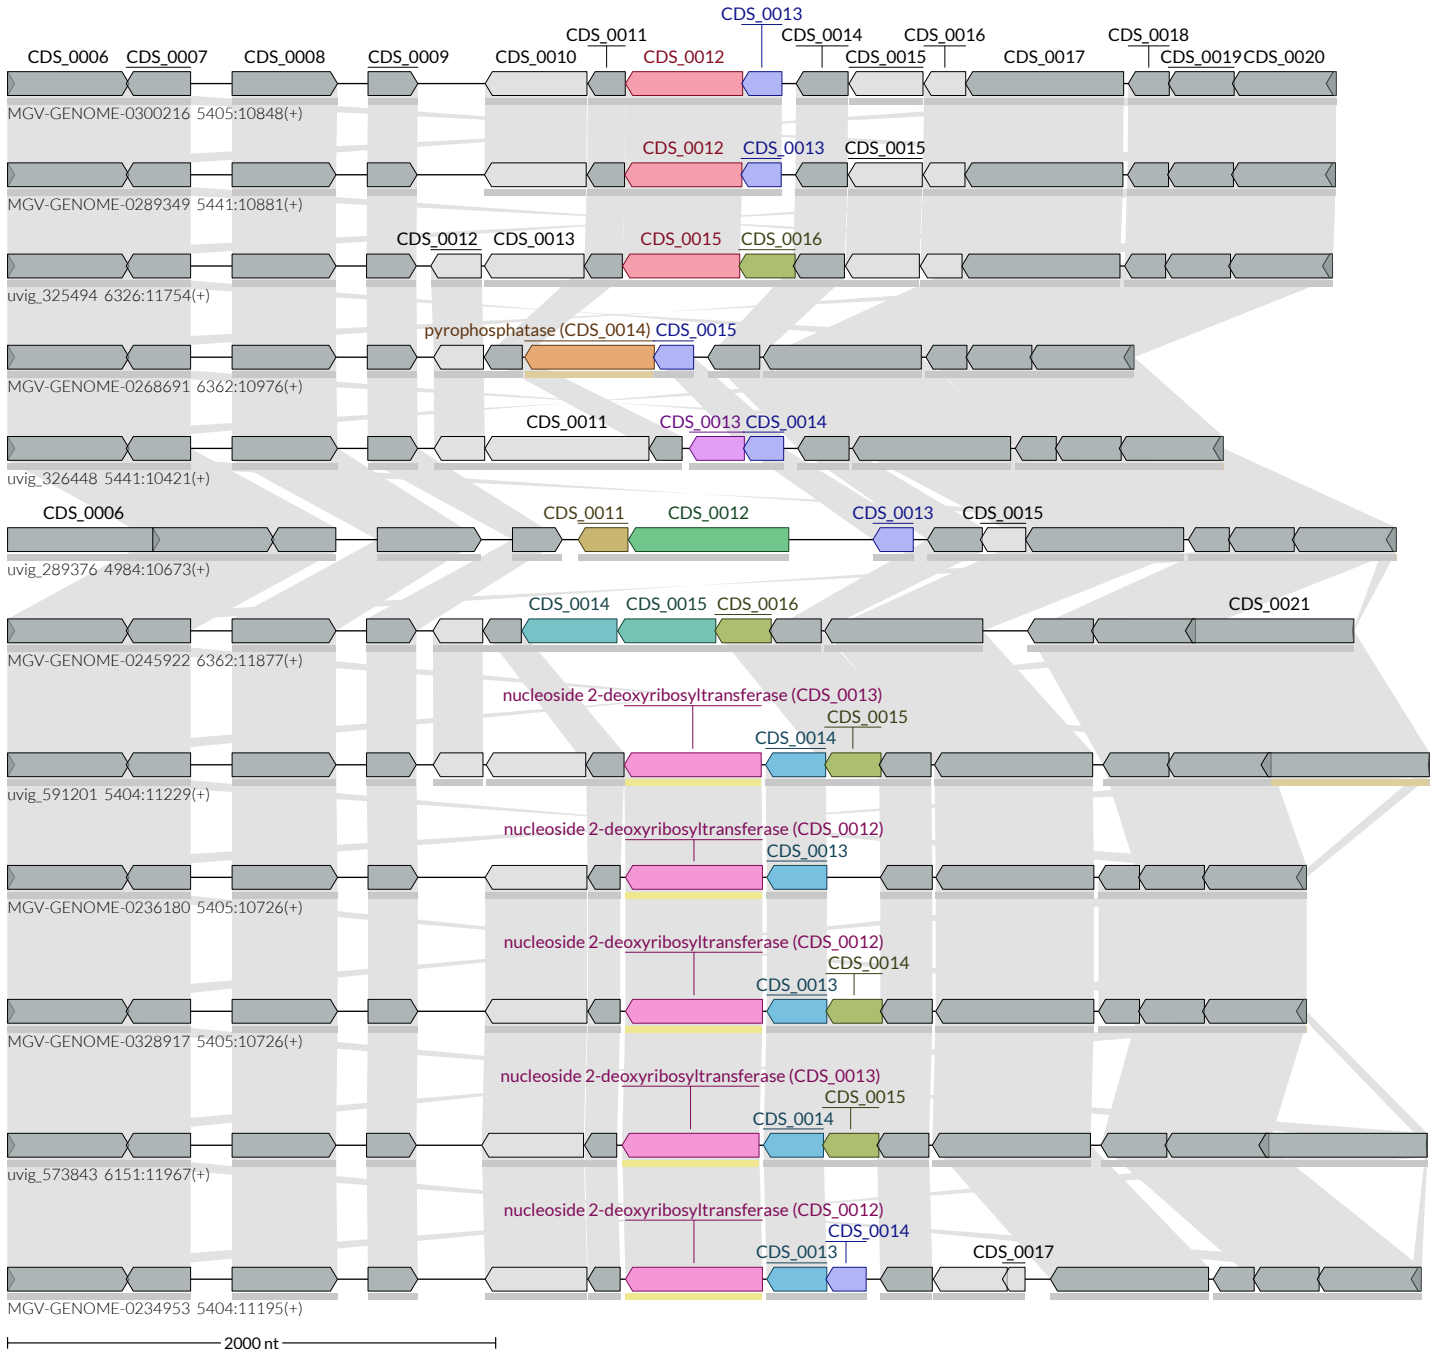 CDS_0013
CDS_0011 CDS_0014 CDS_0016 CDS_0018
CDS_0006 CDS_0007 CDS_0008 CDS_0009 CDS_0010 CDS_0012 CDS_0015 CDS_0017 CDS_0019 CDS_0020
MGV-GENOME-0300216 5405:10848(+)
CDS_0012 CDS_0013 CDS_0015
MGV-GENOME-0289349 5441:10881(+)
CDS_0012 CDS_0013 CDS_0015 CDS_0016
uvig_325494 6326:11754(+)
pyrophosphatase (CDS_0014) CDS_0015
MGV-GENOME-0268691 6362:10976(+)
CDS_0011 CDS_0013 CDS_0014
uvig_326448 5441:10421(+)
CDS_0006 CDS_0011 CDS_0012 CDS_0013 CDS_0015
uvig_289376 4984:10673(+)
CDS_0014 CDS_0015 CDS_0016 CDS_0021
MGV-GENOME-0245922 6362:11877(+)
nucleoside 2-deoxyribosyltransferase (CDS_0013)
CDS_0015
CDS_0014
uvig_591201 5404:11229(+)
nucleoside 2-deoxyribosyltransferase (CDS_0012)
CDS_0013
MGV-GENOME-0236180 5405:10726(+)
nucleoside 2-deoxyribosyltransferase (CDS_0012)
CDS_0014
CDS_0013
MGV-GENOME-0328917 5405:10726(+)
nucleoside 2-deoxyribosyltransferase (CDS_0013)
CDS_0015
CDS_0014
uvig_573843 6151:11967(+)
nucleoside 2-deoxyribosyltransferase (CDS_0012)
CDS_0014
CDS_0013 CDS_0017
MGV-GENOME-0234953 5404:11195(+)
2000 nt